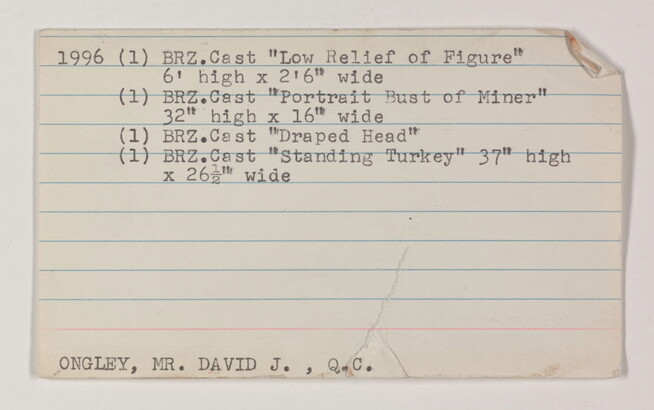 1996 (1) BRZ.Cast "Low Relief of Figure"
6' high x 2'6" wide
(1) BRZ.Cast "Portrait Bust of Miner"
32" high x 16" wide
(1) BRZ.Cast "Draped Head"
(1) BRZ.Cast "Standing Turkey" 37" high
x 26½" wide
ONGLEY, MR. DAVID J. , Q.C.